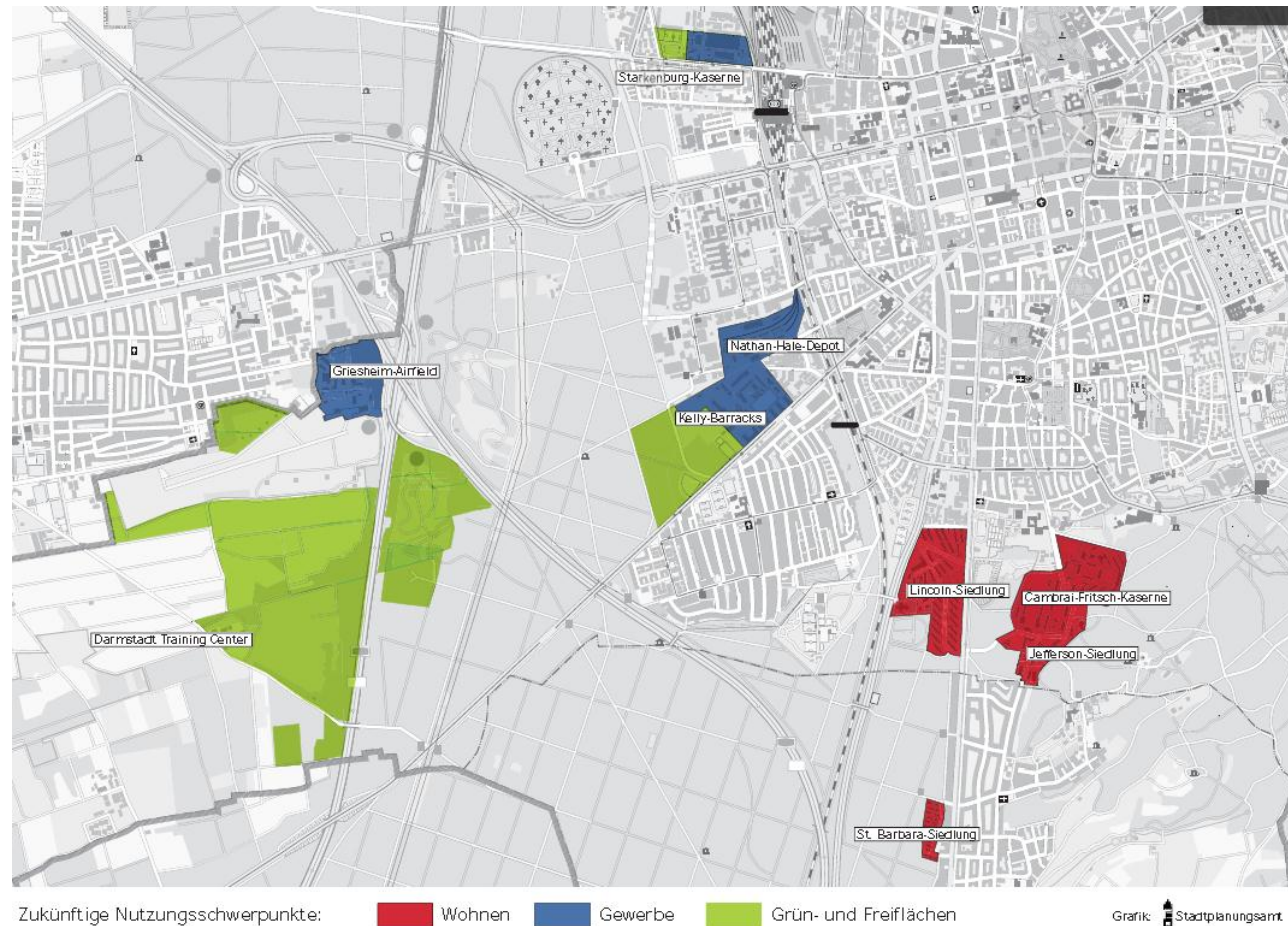 Starkenburg-Kaserne
Nathan-Hale-Depot
Griesheim-Airfield
Kelly-Barracks
Lincoln-Siedlung
Cambrai-Fritsch-Kaserne
Darmstadt Training Center
Jefferson-Siedlung
St. Barbara-Siedlung
Zukünftige Nutzungsschwerpunkte: Wohnen Gewerbe Grün- und Freiflächen Grafik: Stadtplanungsamt